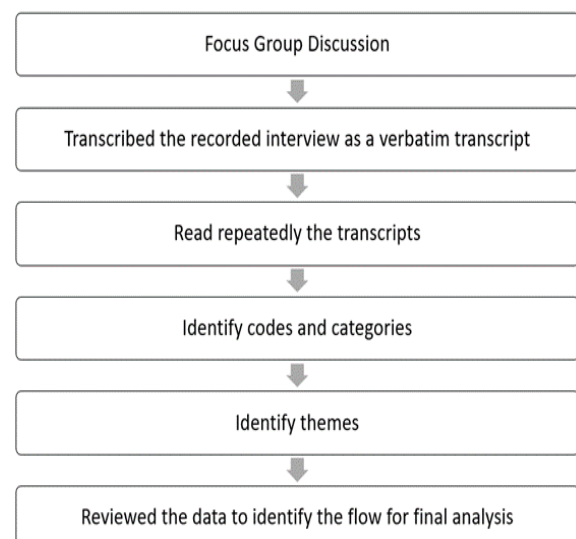 Focus Group Discussion
Transcribed the recorded interview as a verbatim transcript
Read repeatedly the transcripts
Identify codes and categories
Identify themes
Reviewed the data to identify the flow for final analysis